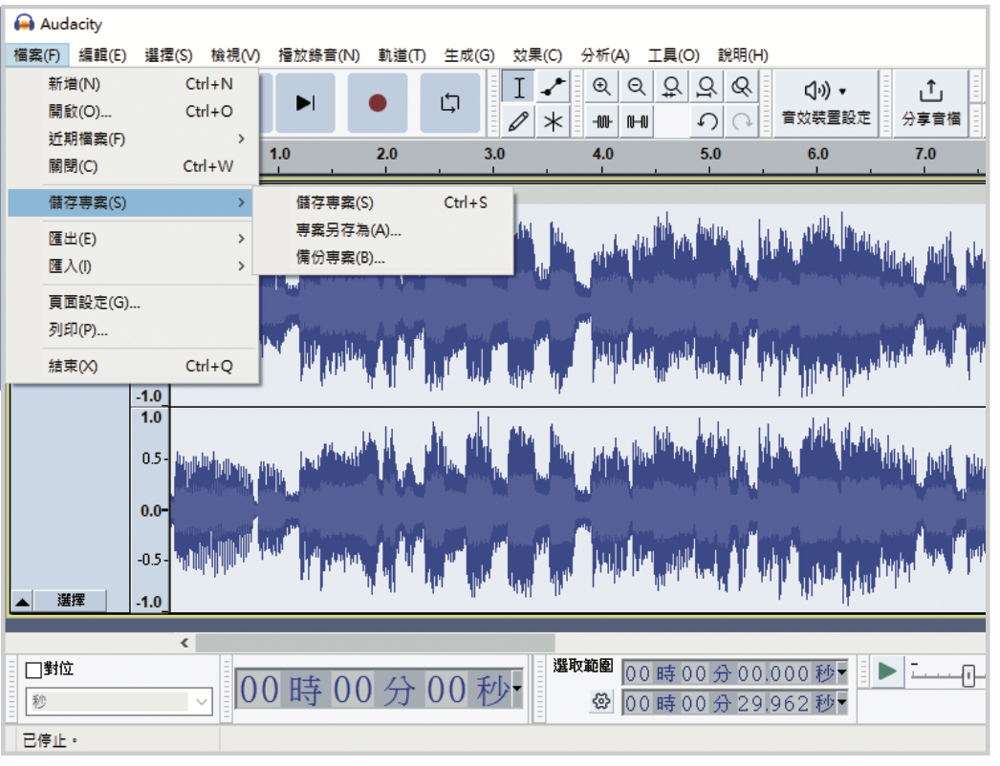 Audacity
檔案(F) 編輯(E) 選擇(S) 檢視(V) 播放錄音(N) 軌道(T) 生成(G) 效果(C) 分析(A) 工具(O) 說明(H)
新增(N) Ctrl+N
開啟(O)... Ctrl+O
近期檔案(F)
關閉(C) Ctrl+W
儲存專案(S)
匯出(E)
匯入(I)
頁面設定(G)...
列印(P)...
結束(X) Ctrl+Q
儲存專案(S) Ctrl+S
專案另存為(A)...
備份專案(B)...
音效裝置設定
分享音檔
1.0 2.0 3.0 4.0 5.0 6.0 7.0
-1.0
1.0
0.5
0.0
-0.5
-1.0
選擇
對位
秒
00 時 00 分 00 秒
選取範圍
00 時 00 分 00.000 秒
00 時 00 分 29.962 秒
已停止。